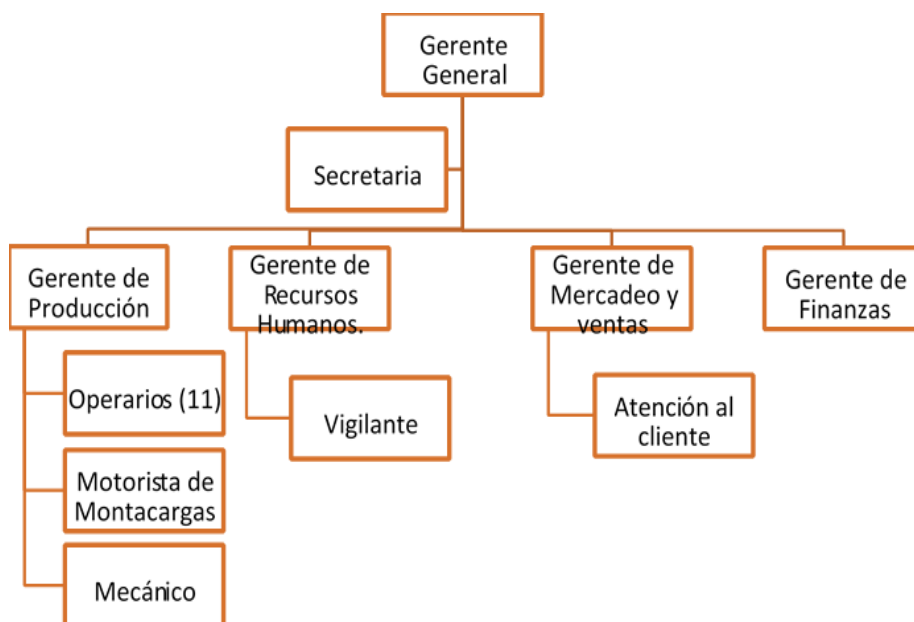 Gerente
General
Secretaria
Gerente de
Producción
Gerente de
Recursos
Humanos.
Gerente de
Mercadeo y
ventas
Gerente de
Finanzas
Operarios (11)
Vigilante
Atención al
cliente
Motorista de
Montacargas
Mecánico